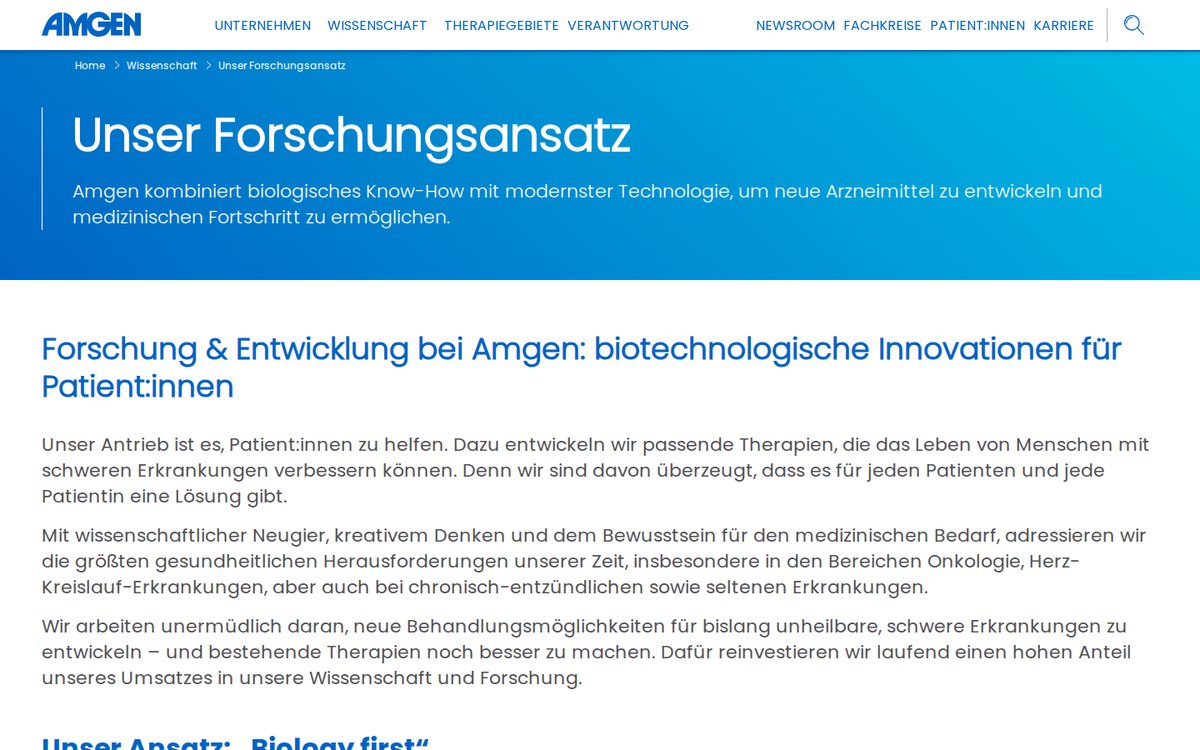 AMGEN
UNTERNEHMEN WISSENSCHAFT THERAPIEGEBIETE VERANTWORTUNG NEWSROOM FACHKREISE PATIENT:INNEN KARRIERE
Home > Wissenschaft > Unser Forschungsansatz
Unser Forschungsansatz
Amgen kombiniert biologisches Know-How mit modernster Technologie, um neue Arzneimittel zu entwickeln und
medizinischen Fortschritt zu ermöglichen.
Forschung & Entwicklung bei Amgen: biotechnologische Innovationen für
Patient:innen
Unser Antrieb ist es, Patient:innen zu helfen. Dazu entwickeln wir passende Therapien, die das Leben von Menschen mit
schweren Erkrankungen verbessern können. Denn wir sind davon überzeugt, dass es für jeden Patienten und jede
Patientin eine Lösung gibt.
Mit wissenschaftlicher Neugier, kreativem Denken und dem Bewusstsein für den medizinischen Bedarf, adressieren wir
die größten gesundheitlichen Herausforderungen unserer Zeit, insbesondere in den Bereichen Onkologie, Herz-
Kreislauf-Erkrankungen, aber auch bei chronisch-entzündlichen sowie seltenen Erkrankungen.
Wir arbeiten unermüdlich daran, neue Behandlungsmöglichkeiten für bislang unheilbare, schwere Erkrankungen zu
entwickeln – und bestehende Therapien noch besser zu machen. Dafür reinvestieren wir laufend einen hohen Anteil
unseres Umsatzes in unsere Wissenschaft und Forschung.
Unser Ansatz: „Biology first“